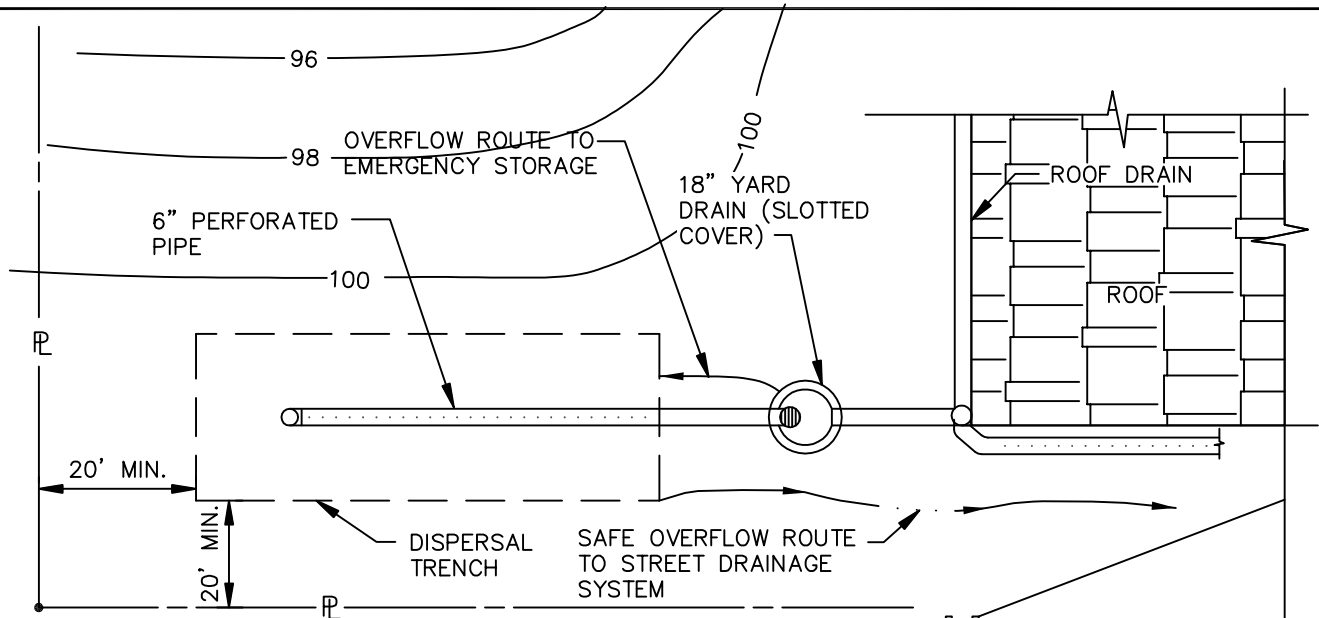 96
98
100
100
OVERFLOW ROUTE TO
EMERGENCY STORAGE
18" YARD
DRAIN (SLOTTED
COVER)
ROOF DRAIN
6" PERFORATED
PIPE
ROOF
PL
20' MIN.
20' MIN.
DISPERSAL
TRENCH
SAFE OVERFLOW ROUTE
TO STREET DRAINAGE
SYSTEM
PL